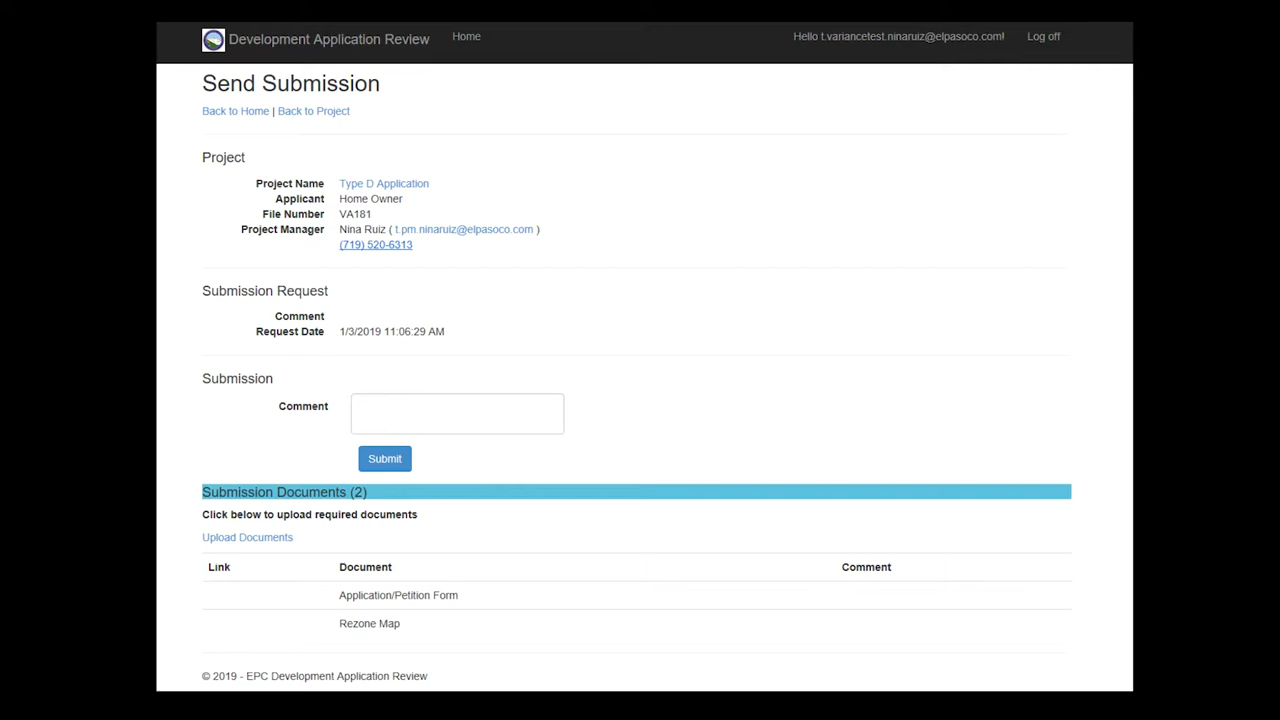 Development Application Review Home Hello t.variancetest.ninaruiz@elpasoco.com! Log off
Send Submission
Back to Home | Back to Project
Project
Project Name Type D Application
Applicant Home Owner
File Number VA181
Project Manager Nina Ruiz ( t.pm.ninaruiz@elpasoco.com )
(719) 520-6313
Submission Request
Comment
Request Date 1/3/2019 11:06:29 AM
Submission
Comment
Submit
Submission Documents (2)
Click below to upload required documents
Upload Documents
Link Document Comment
Application/Petition Form
Rezone Map
© 2019 - EPC Development Application Review